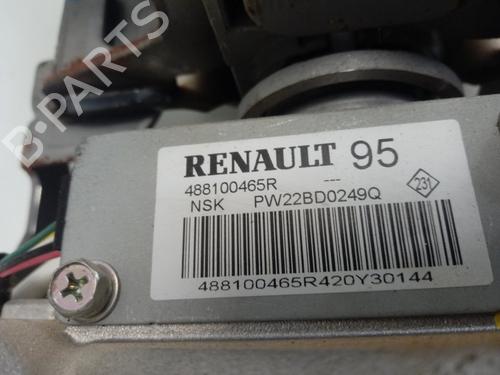 B-PARTS
RENAULT 95
488100465R ---
NSK PW22BD0249Q
231
488100465R420Y30144